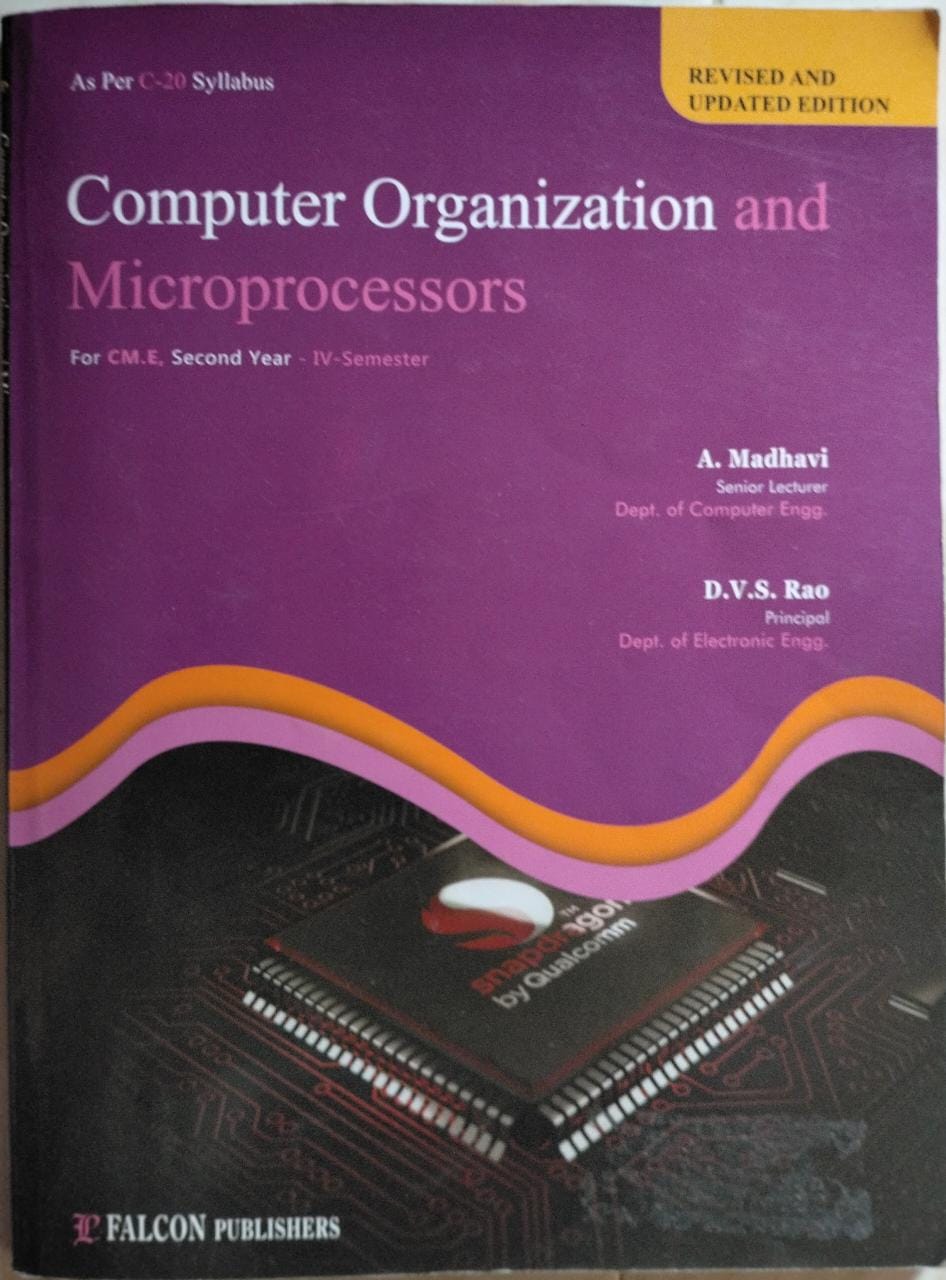 As Per C-20 Syllabus
REVISED AND
UPDATED EDITION
Computer Organization and
Microprocessors
For CM.E, Second Year - IV-Semester
A. Madhavi
Senior Lecturer
Dept. of Computer Engg.
D.V.S. Rao
Principal
Dept. of Electronic Engg.
snapdragon™
by Qualcomm
FALCON PUBLISHERS